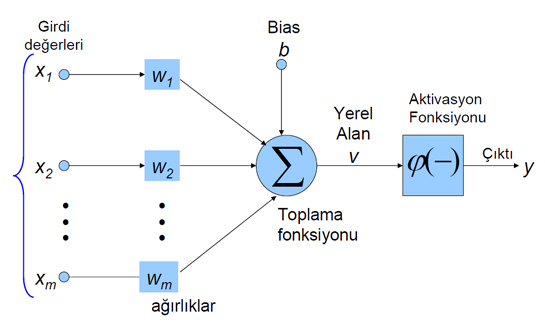 Girdi
değerleri
Bias
b
x1
w1
Yerel
Alan
v
Aktivasyon
Fonksiyonu
x2
w2
Σ
φ(−)
Çıktı
y
Toplama
fonksiyonu
xm
wm
ağırlıklar